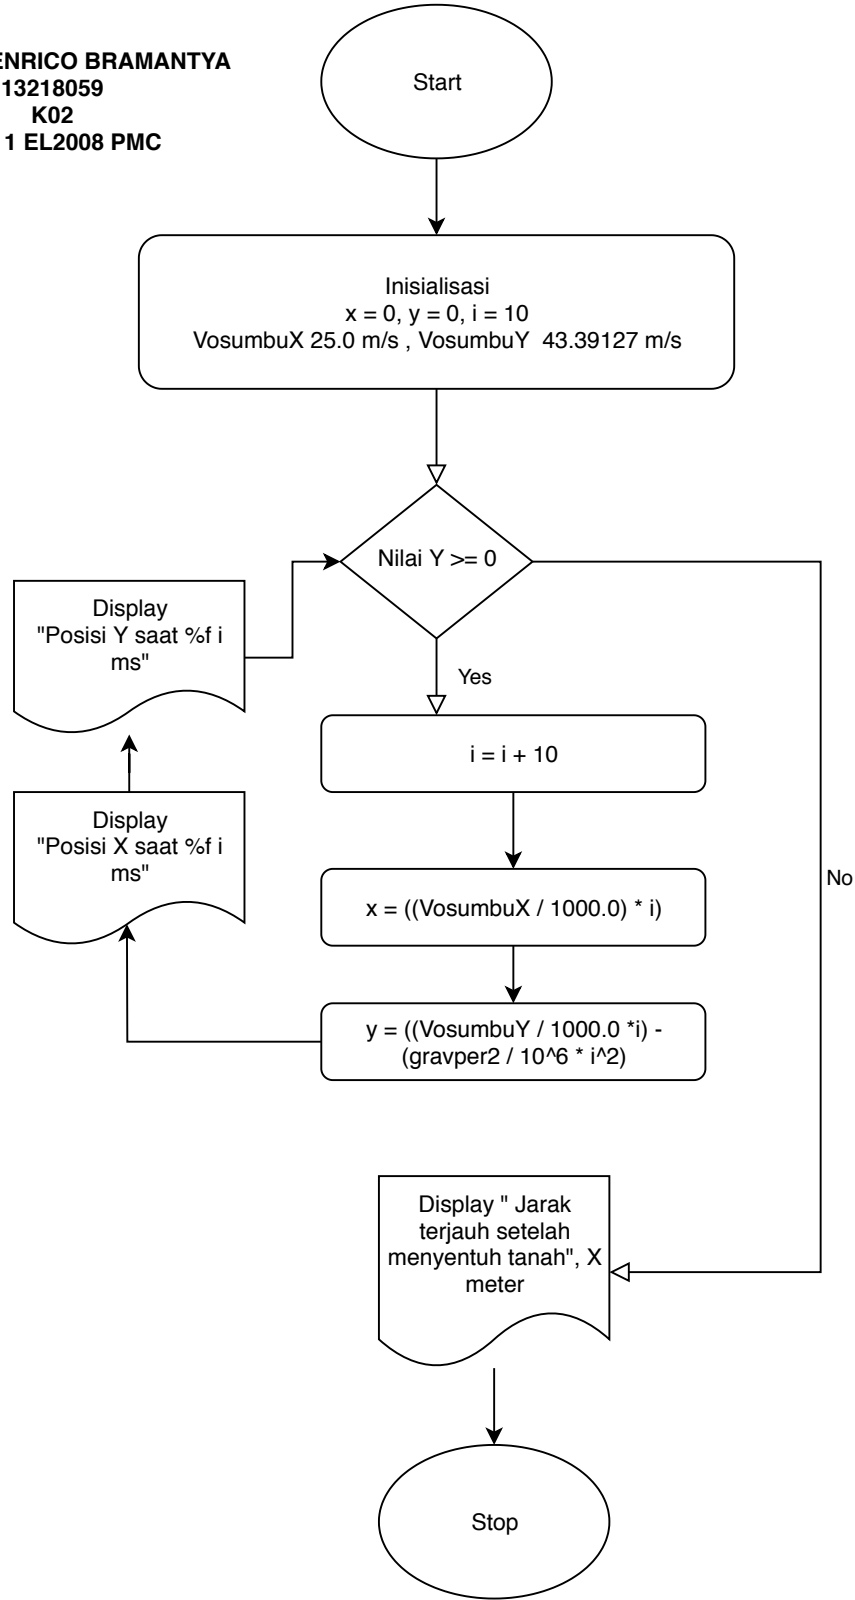 ENRICO BRAMANTYA
13218059
K02
1 EL2008 PMC
Start
Inisialisasi
x = 0, y = 0, i = 10
VosumbuX 25.0 m/s , VosumbuY 43.39127 m/s
Nilai Y >= 0
Yes
i = i + 10
x = ((VosumbuX / 1000.0) * i)
y = ((VosumbuY / 1000.0 *i) -
(gravper2 / 10^6 * i^2)
Display
"Posisi X saat %f i
ms"
Display
"Posisi Y saat %f i
ms"
No
Display " Jarak
terjauh setelah
menyentuh tanah", X
meter
Stop